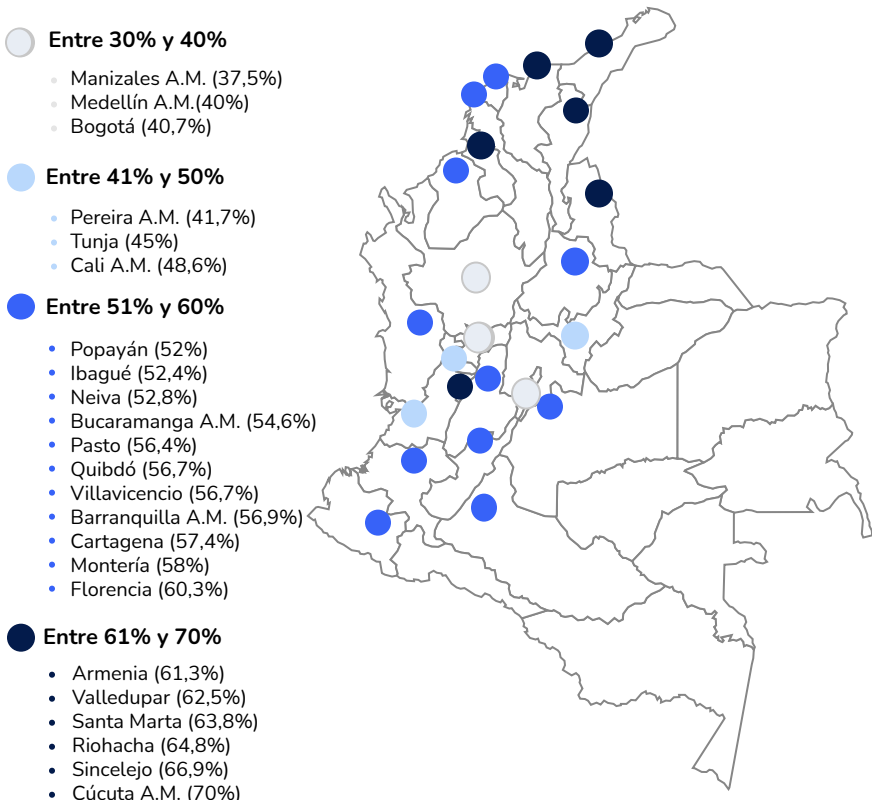 Entre 30% y 40%
Manizales A.M. (37,5%)
Medellín A.M.(40%)
Bogotá (40,7%)
Entre 41% y 50%
Pereira A.M. (41,7%)
Tunja (45%)
Cali A.M. (48,6%)
Entre 51% y 60%
Popayán (52%)
Ibagué (52,4%)
Neiva (52,8%)
Bucaramanga A.M. (54,6%)
Pasto (56,4%)
Quibdó (56,7%)
Villavicencio (56,7%)
Barranquilla A.M. (56,9%)
Cartagena (57,4%)
Montería (58%)
Florencia (60,3%)
Entre 61% y 70%
Armenia (61,3%)
Valledupar (62,5%)
Santa Marta (63,8%)
Riohacha (64,8%)
Sincelejo (66,9%)
Cúcuta A.M. (70%)